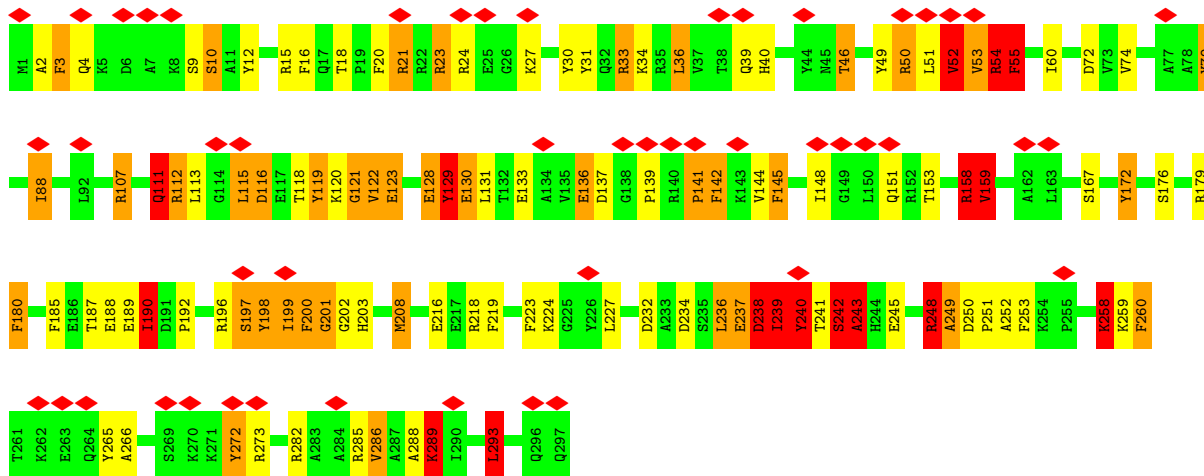 M1 A2 F3 Q4 K5 D6 A7 K8 S9 S10 A11 Y12 R15 F16 Q17 T18 P19 F20 R21 R22 R23 R24 E25 G26 K27 Y30 Y31 Q32 R33 K34 R35 L36 V37 T38 Q39 H40 Y44 N45 T46 Y49 R50 L51 V52 V53 R54 F55 I60 D72 V73 V74 A77 A78
I88 L92 R107 Q111 R112 L113 G114 L115 D116 E117 T118 Y119 K120 G121 V122 E123 E128 Y129 E130 L131 T132 E133 A134 V135 E136 D137 G138 P139 R140 P141 F142 K143 V144 F145 I148 G149 L150 Q151 R152 T153 R158 V159 A162 L163 S167 Y172 S176 R179
F180 F185 E186 T187 E188 E189 I190 D191 P192 R196 S197 Y198 I199 F200 G201 G202 H203 M208 E216 E217 R218 F219 F223 K224 G225 Y226 L227 D232 A233 D234 S235 L236 E237 D238 I239 Y240 T241 S242 A243 H244 E245 R248 A249 D250 P251 A252 F253 K254 P255 K258 K259 F260
T261 K262 E263 Q264 Y265 A266 S269 K270 K271 Y272 R273 R282 A283 A284 R285 V286 A287 A288 K289 I290 L293 Q296 Q297